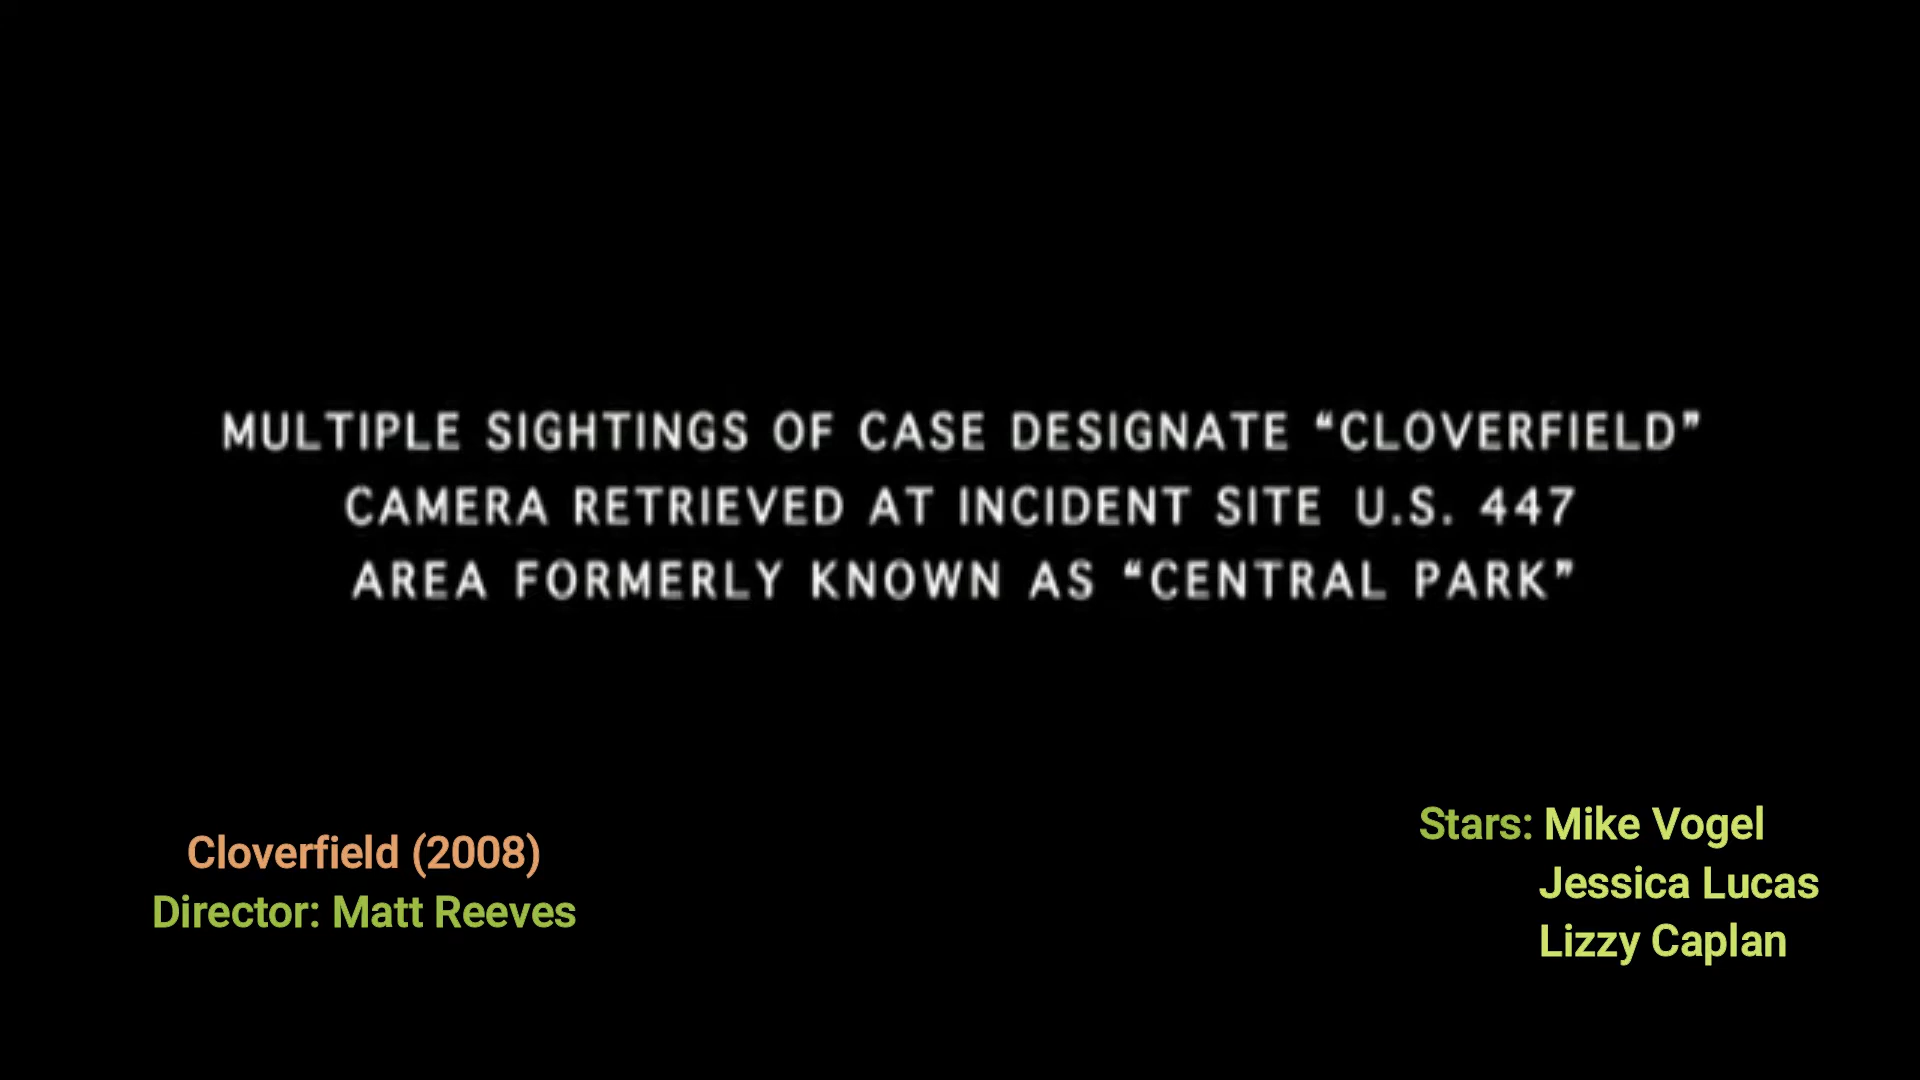 MULTIPLE SIGHTINGS OF CASE DESIGNATE “CLOVERFIELD”
CAMERA RETRIEVED AT INCIDENT SITE U.S. 447
AREA FORMERLY KNOWN AS “CENTRAL PARK”
Cloverfield (2008)
Director: Matt Reeves
Stars: Mike Vogel
Jessica Lucas
Lizzy Caplan